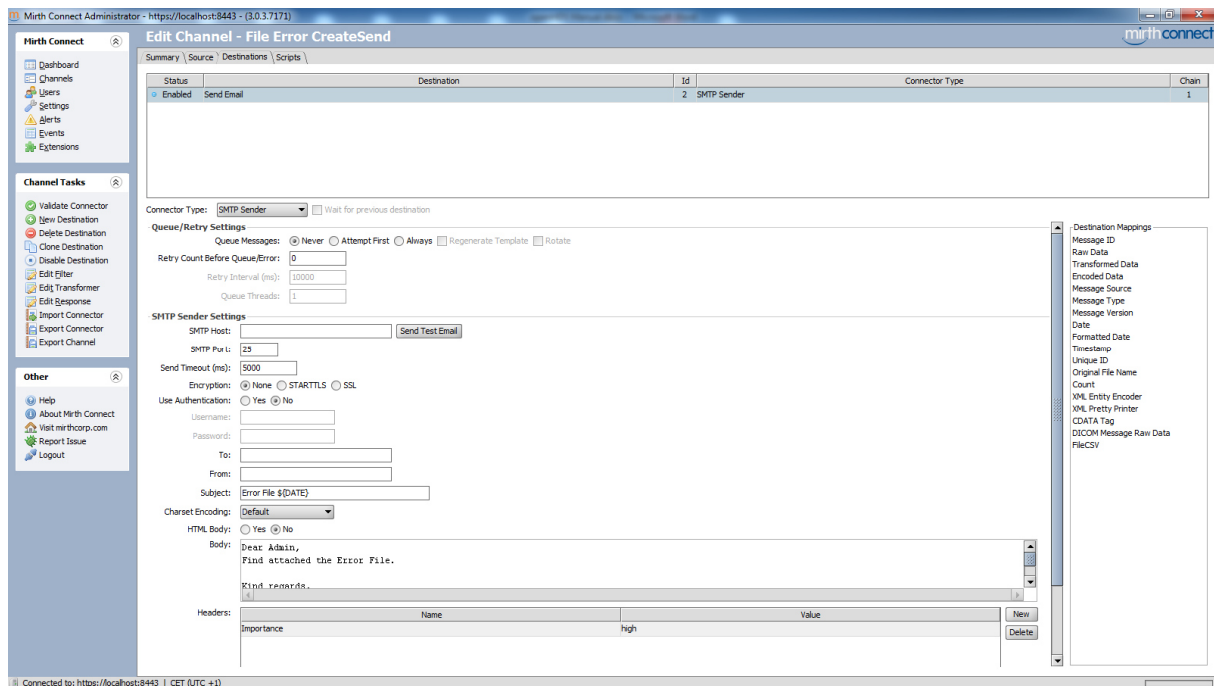 Mirth Connect Administrator - https://localhost:8443 - (3.0.3.7171)
Mirth Connect
Dashboard
Channels
Users
Settings
Alerts
Events
Extensions
Channel Tasks
Validate Connector
New Destination
Delete Destination
Clone Destination
Disable Destination
Edit Filter
Edit Transformer
Edit Response
Import Connector
Export Connector
Export Channel
Other
Help
About Mirth Connect
Visit mirthcorp.com
Report Issue
Logout
Edit Channel - File Error CreateSend
mirthconnect
Summary Source Destinations Scripts
Status Destination Id Connector Type Chain
Enabled Send Email 2 SMTP Sender 1
Connector Type: SMTP Sender Wait for previous destination
Queue/Retry Settings
Queue Messages: Never Attempt First Always Regenerate Template Rotate
Retry Count Before Queue/Error: 0
Retry Interval (ms): 10000
Queue Threads: 1
SMTP Sender Settings
SMTP Host: Send Test Email
SMTP Port: 25
Send Timeout (ms): 5000
Encryption: None STARTTLS SSL
Use Authentication: Yes No
Username:
Password:
To:
From:
Subject: Error File ${DATE}
Charset Encoding: Default
HTML Body: Yes No
Body: Dear Admin,
Find attached the Error File.
Kind regards.
Headers: Name Value New
Importance high Delete
Destination Mappings
Message ID
Raw Data
Transformed Data
Encoded Data
Message Source
Message Type
Message Version
Date
Formatted Date
Timestamp
Unique ID
Original File Name
Count
XML Entity Encoder
XML Pretty Printer
CDATA Tag
DICOM Message Raw Data
FileCSV
Connected to: https://localhost:8443 | CET (UTC +1)